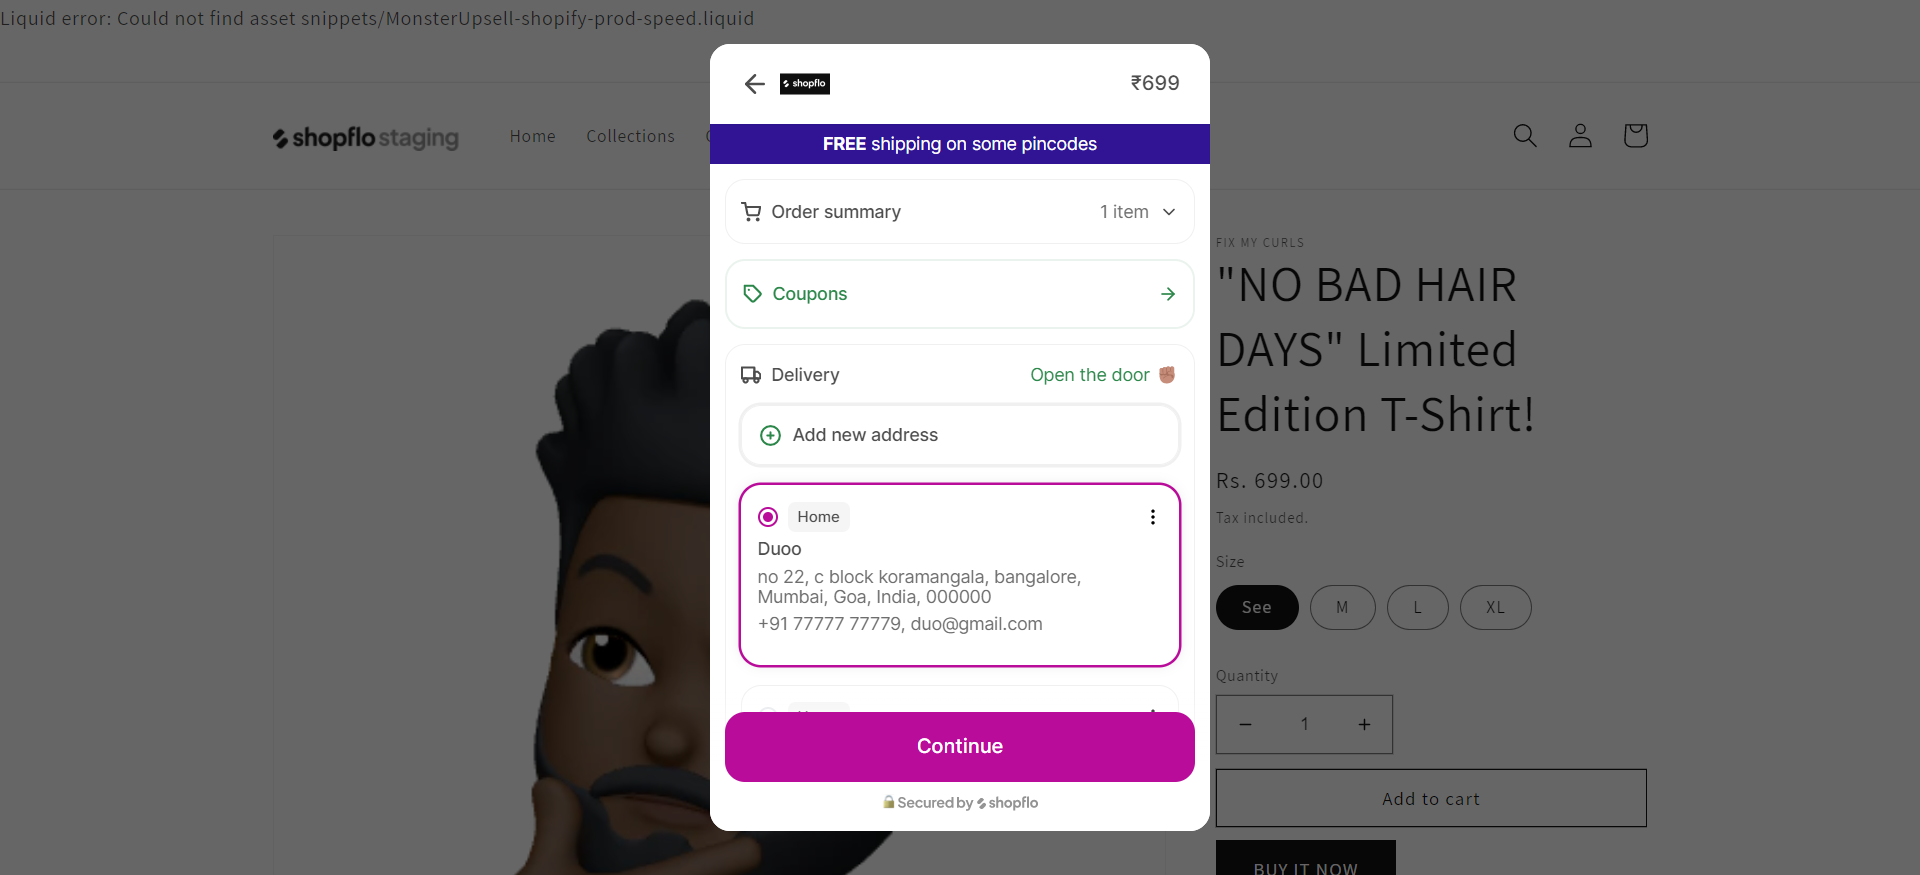 Liquid error: Could not find asset snippets/MonsterUpsell-shopify-prod-speed.liquid
shopflo
₹699
FREE shipping on some pincodes
shopflo staging
Home
Collections
Order summary
1 item
Coupons
Delivery
Open the door ✊🏽
Add new address
Home
Duoo
no 22, c block koramangala, bangalore,
Mumbai, Goa, India, 000000
+91 77777 77779, duo@gmail.com
Continue
Secured by shopflo
FIX MY CURLS
"NO BAD HAIR
DAYS" Limited
Edition T-Shirt!
Rs. 699.00
Tax included.
Size
See
M
L
XL
Quantity
1
Add to cart
BUY IT NOW